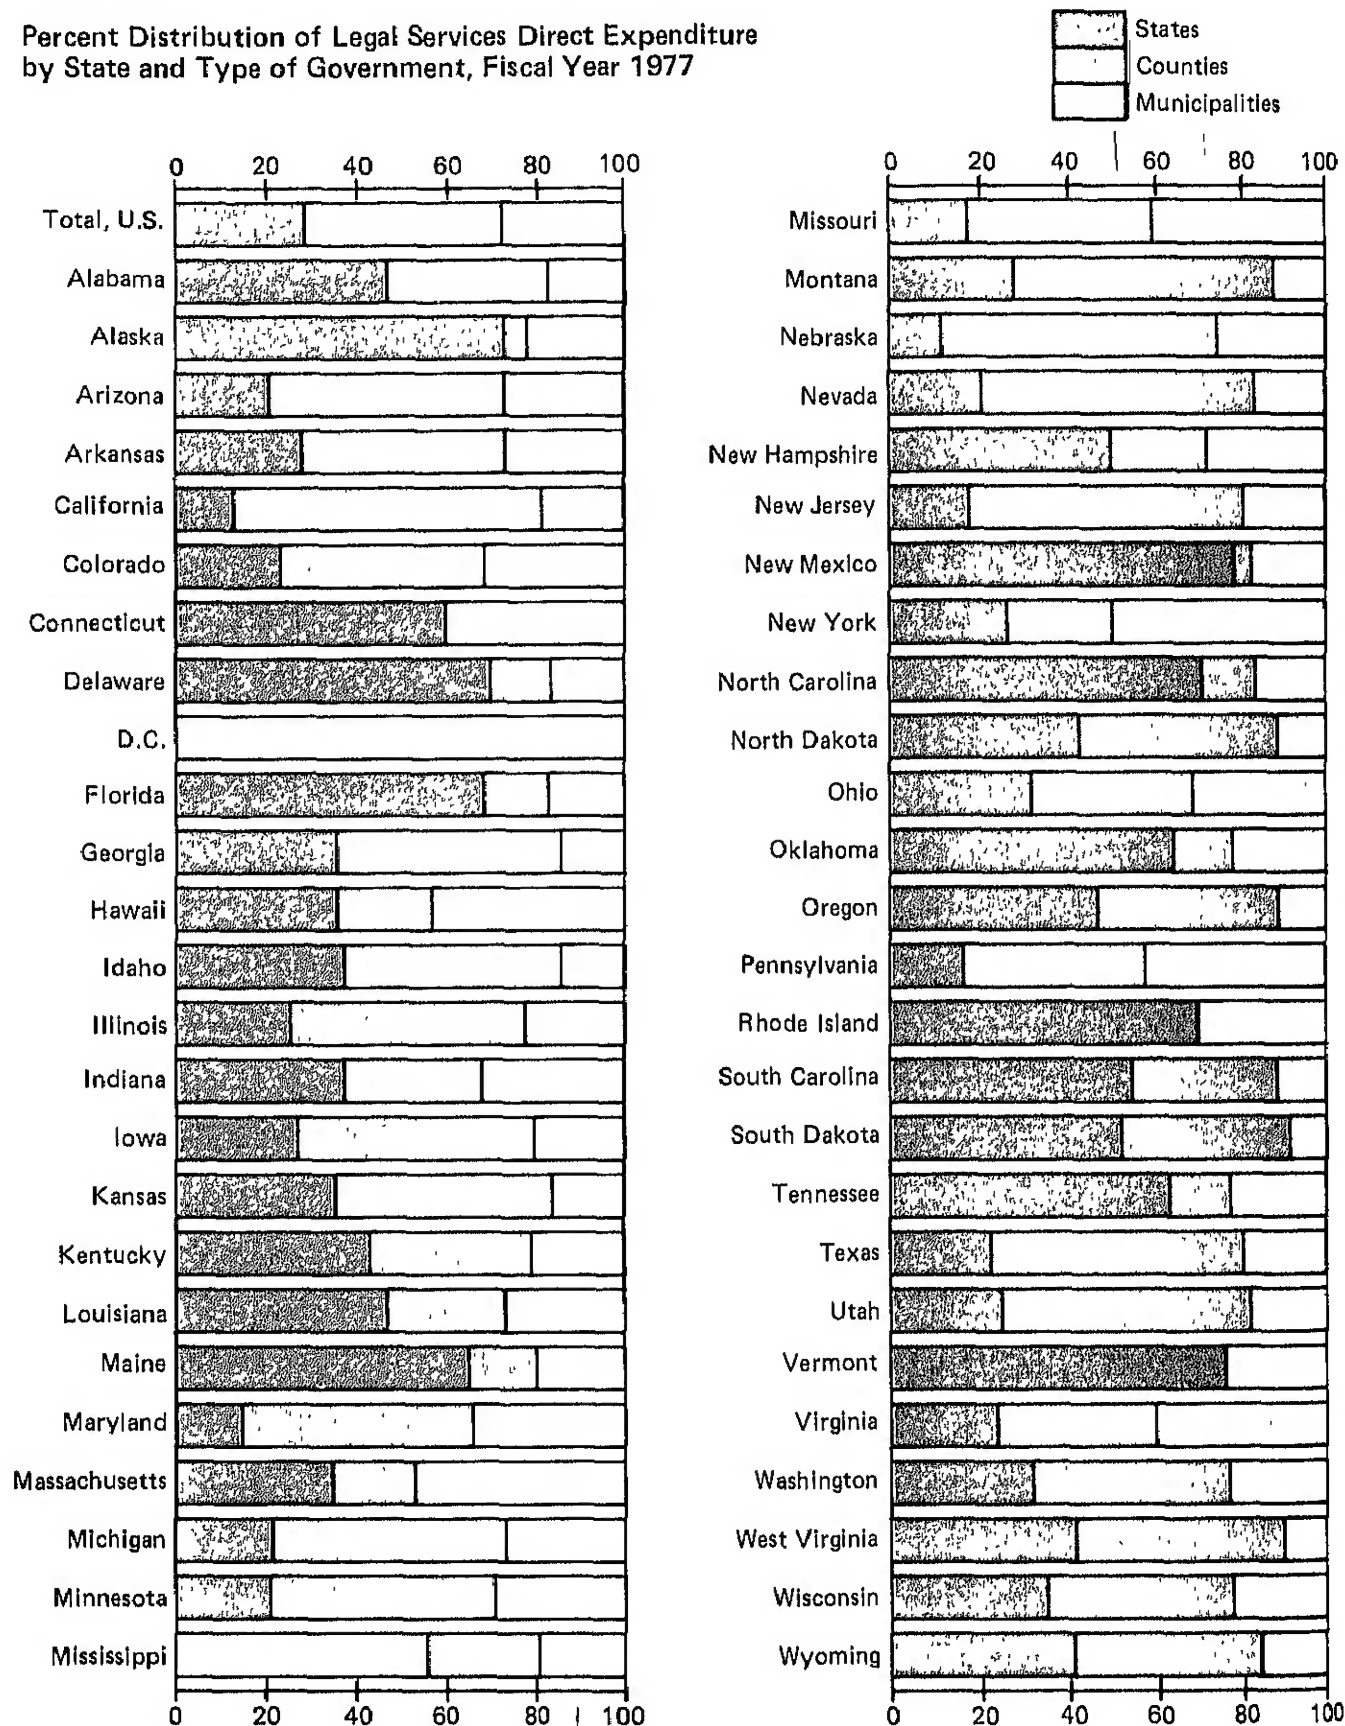 Percent Distribution of Legal Services Direct Expenditure
by State and Type of Government, Fiscal Year 1977
States
Counties
Municipalities
0 20 40 60 80 100
Total, U.S.
Alabama
Alaska
Arizona
Arkansas
California
Colorado
Connecticut
Delaware
D.C.
Florida
Georgia
Hawaii
Idaho
Illinois
Indiana
Iowa
Kansas
Kentucky
Louisiana
Maine
Maryland
Massachusetts
Michigan
Minnesota
Mississippi
0 20 40 60 80 100
0 20 40 60 80 100
Missouri
Montana
Nebraska
Nevada
New Hampshire
New Jersey
New Mexico
New York
North Carolina
North Dakota
Ohio
Oklahoma
Oregon
Pennsylvania
Rhode Island
South Carolina
South Dakota
Tennessee
Texas
Utah
Vermont
Virginia
Washington
West Virginia
Wisconsin
Wyoming
0 20 40 60 80 100